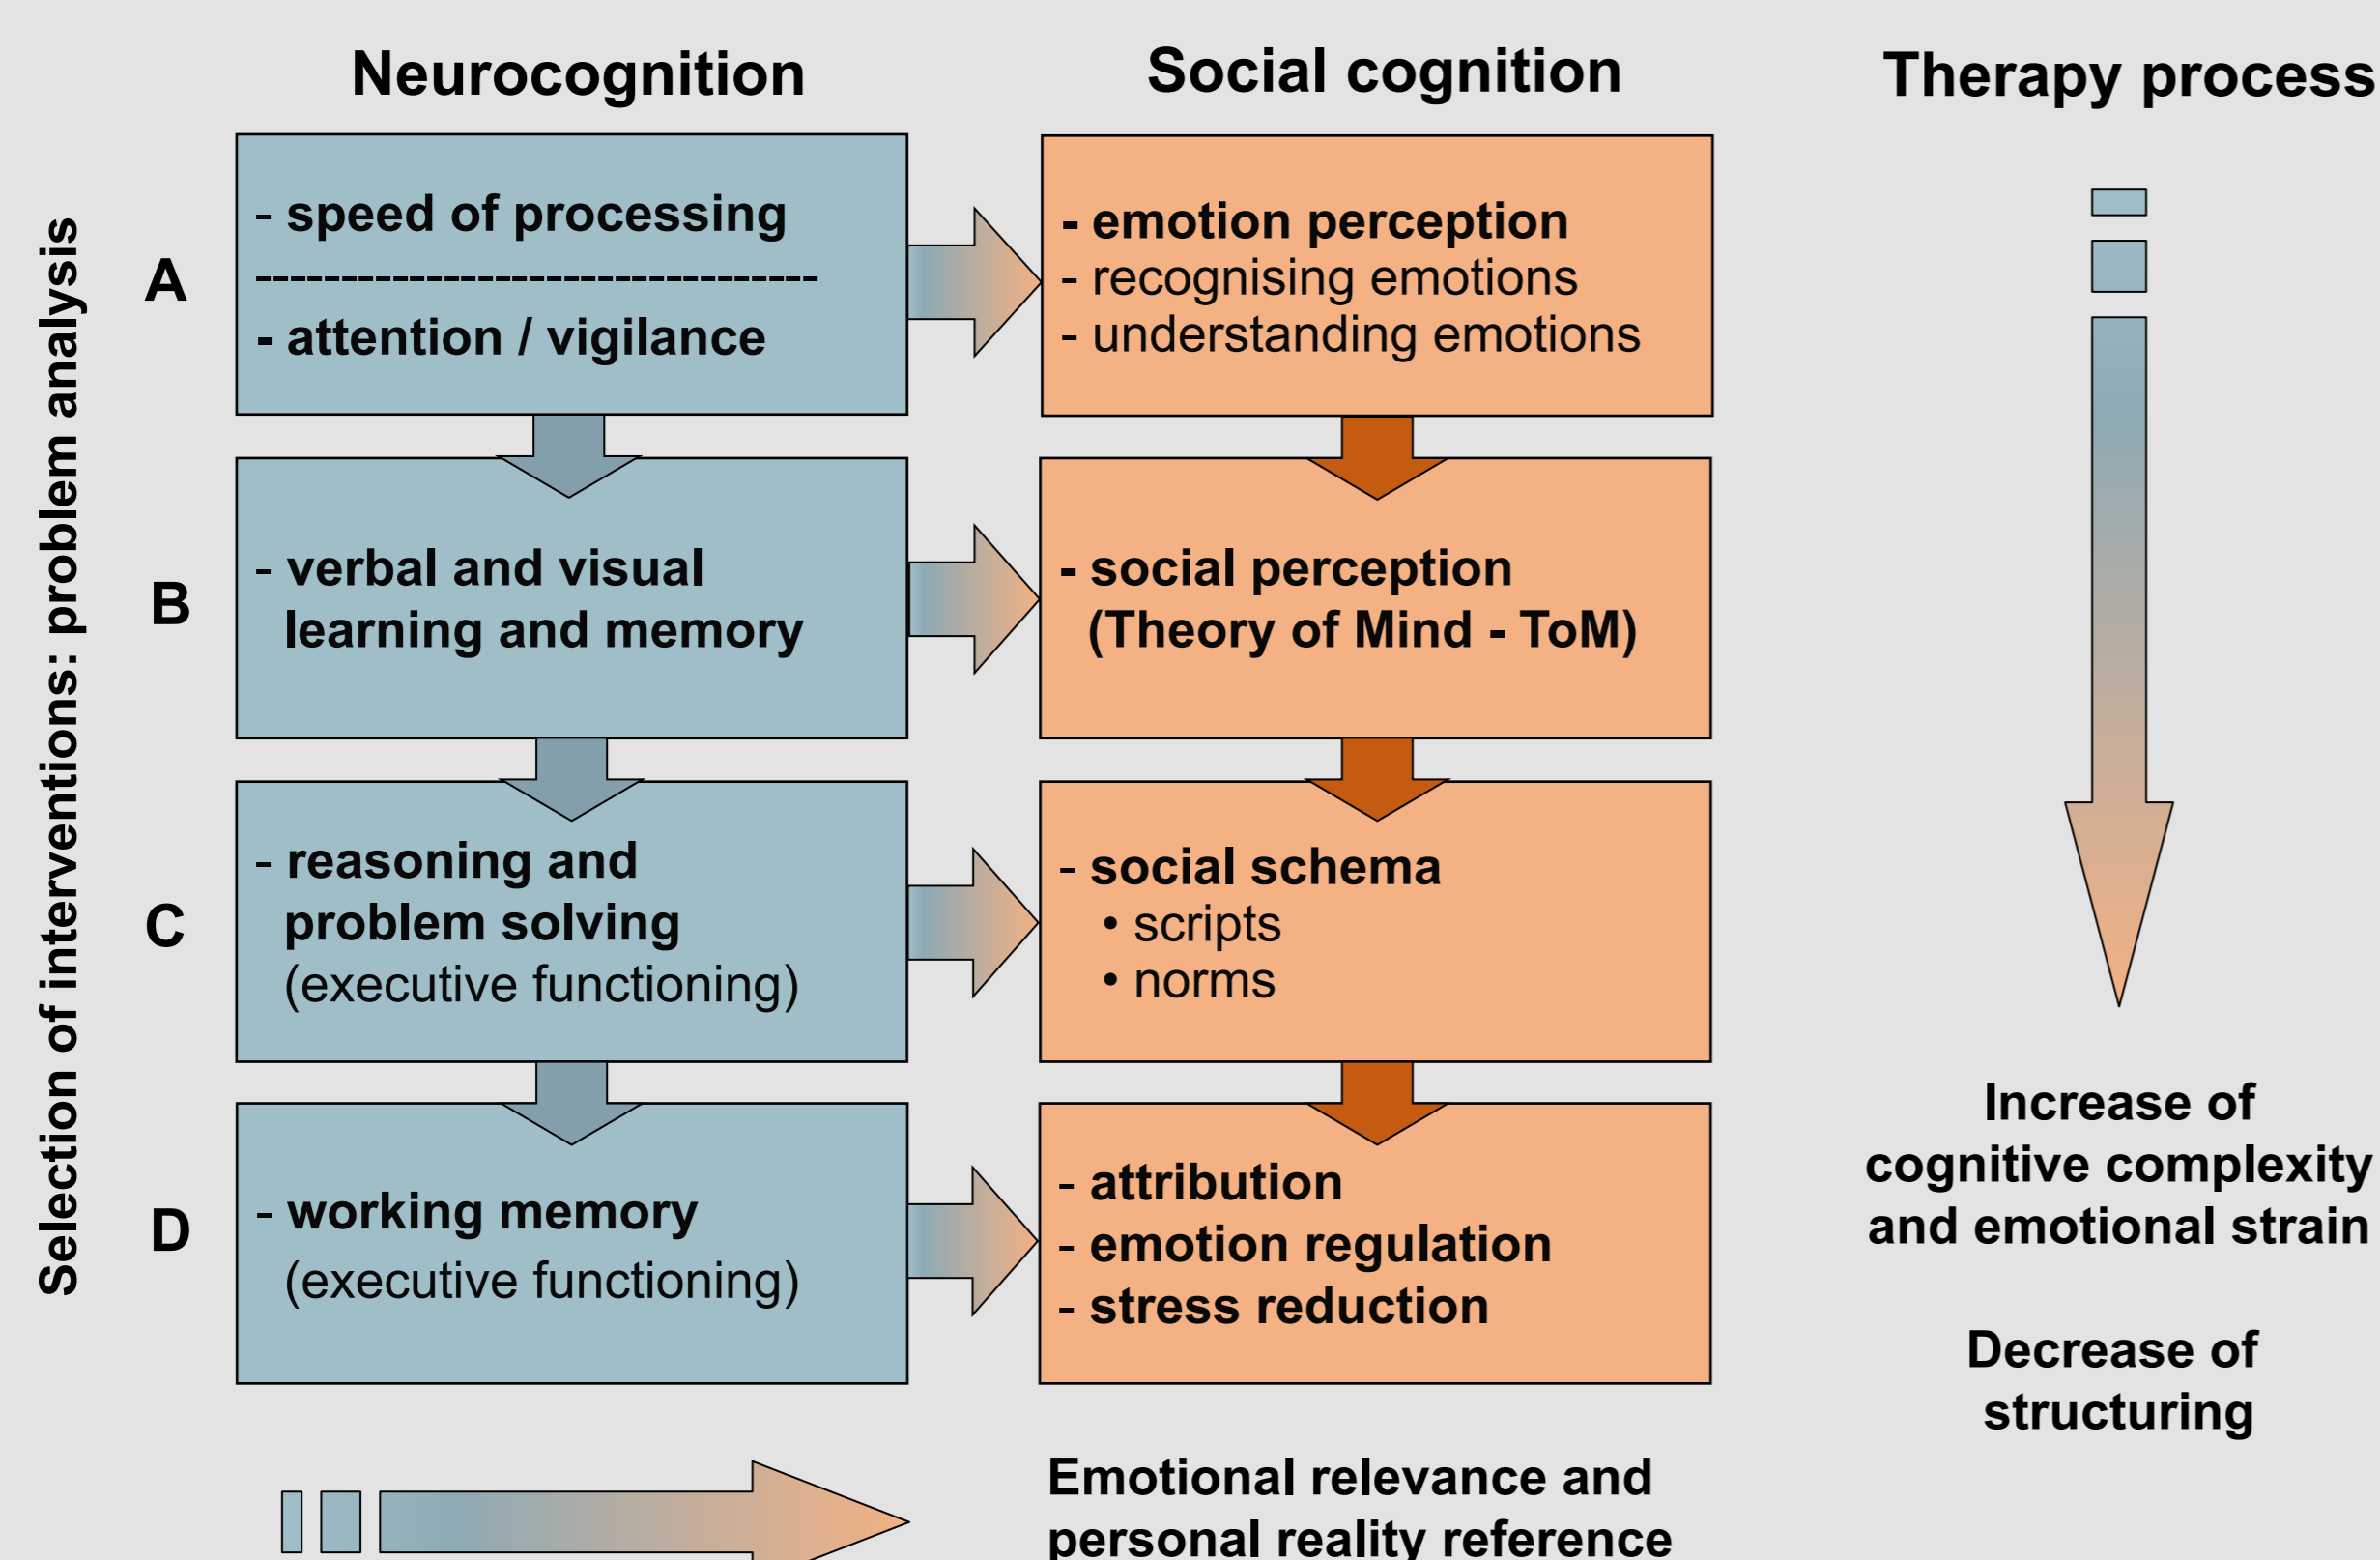 Neurocognition
Social cognition
Therapy process
Selection of interventions: problem analysis
A
- speed of processing
---------------------------------
- attention / vigilance
- emotion perception
- recognising emotions
- understanding emotions
B
- verbal and visual
learning and memory
- social perception
(Theory of Mind - ToM)
C
- reasoning and
problem solving
(executive functioning)
- social schema
• scripts
• norms
D
- working memory
(executive functioning)
- attribution
- emotion regulation
- stress reduction
Increase of
cognitive complexity
and emotional strain
Decrease of
structuring
Emotional relevance and
personal reality reference